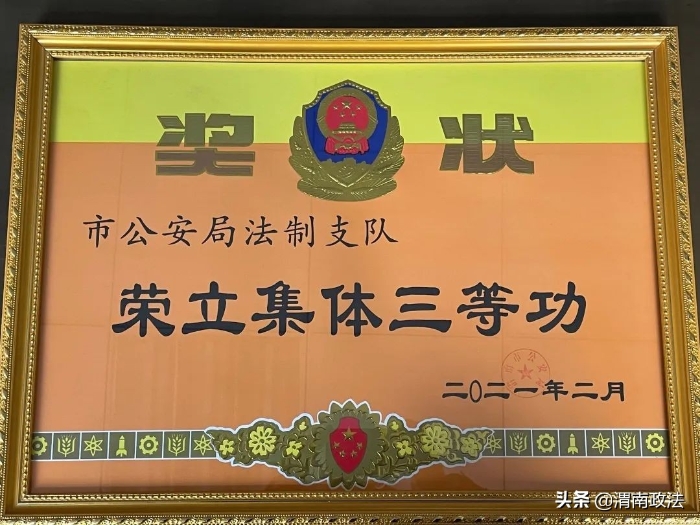 奖 状
市公安局法制支队
荣立集体三等功
二〇二一年二月
头条 @渭南政法